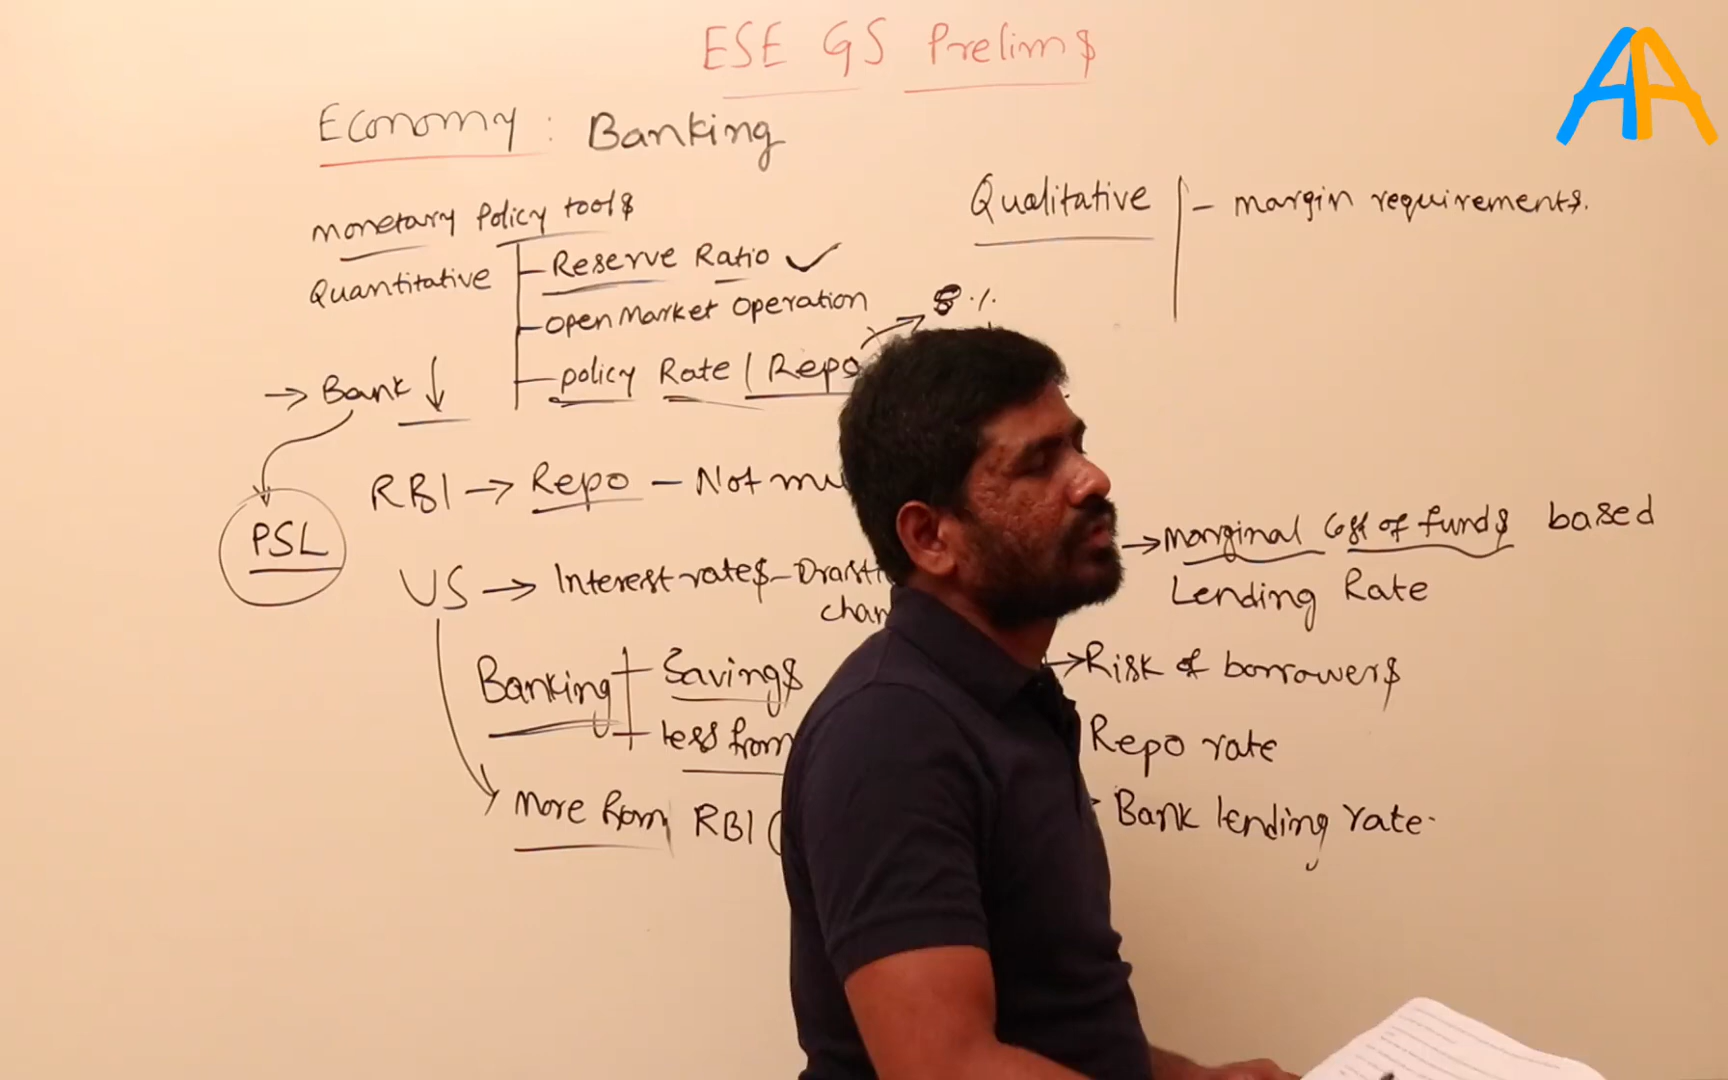 ESE GS Prelims
AA
Economy : Banking
Monetary Policy tools
Quantitative
Reserve Ratio ✓
Open Market Operation
Policy Rate | Repo
%
Qualitative - margin requirements.
→ Bank ↓
PSL
RBI → Repo - Not
US → Interest rates -
Banking
Savings
less from
More from RBI (
→ Marginal Cost of funds based
Lending Rate
→ Risk of borrowers
Repo rate
Bank lending rate.